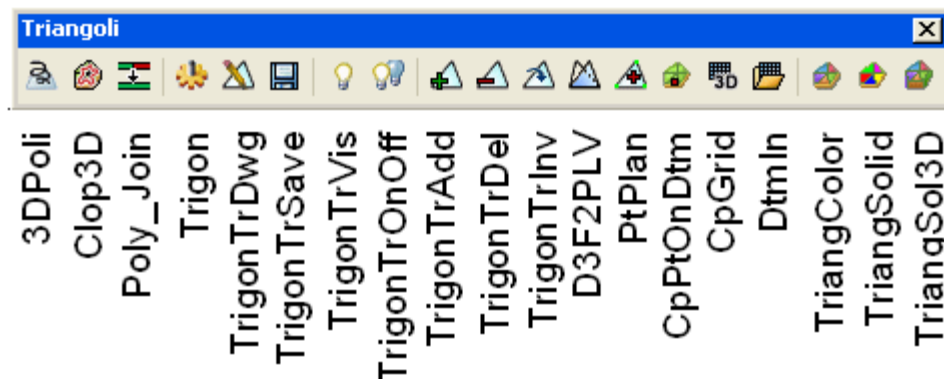 Triangoli
3D
3DPoli
Clop3D
Poly_Join
Trigon
TrigonTrDwg
TrigonTrSave
TrigonTrVis
TrigonTrOnOff
TrigonTrAdd
TrigonTrDel
TrigonTrInv
D3F2PLV
PtPlan
CpPtOnDtm
CpGrid
DtmIn
TriangColor
TriangSolid
TriangSol3D